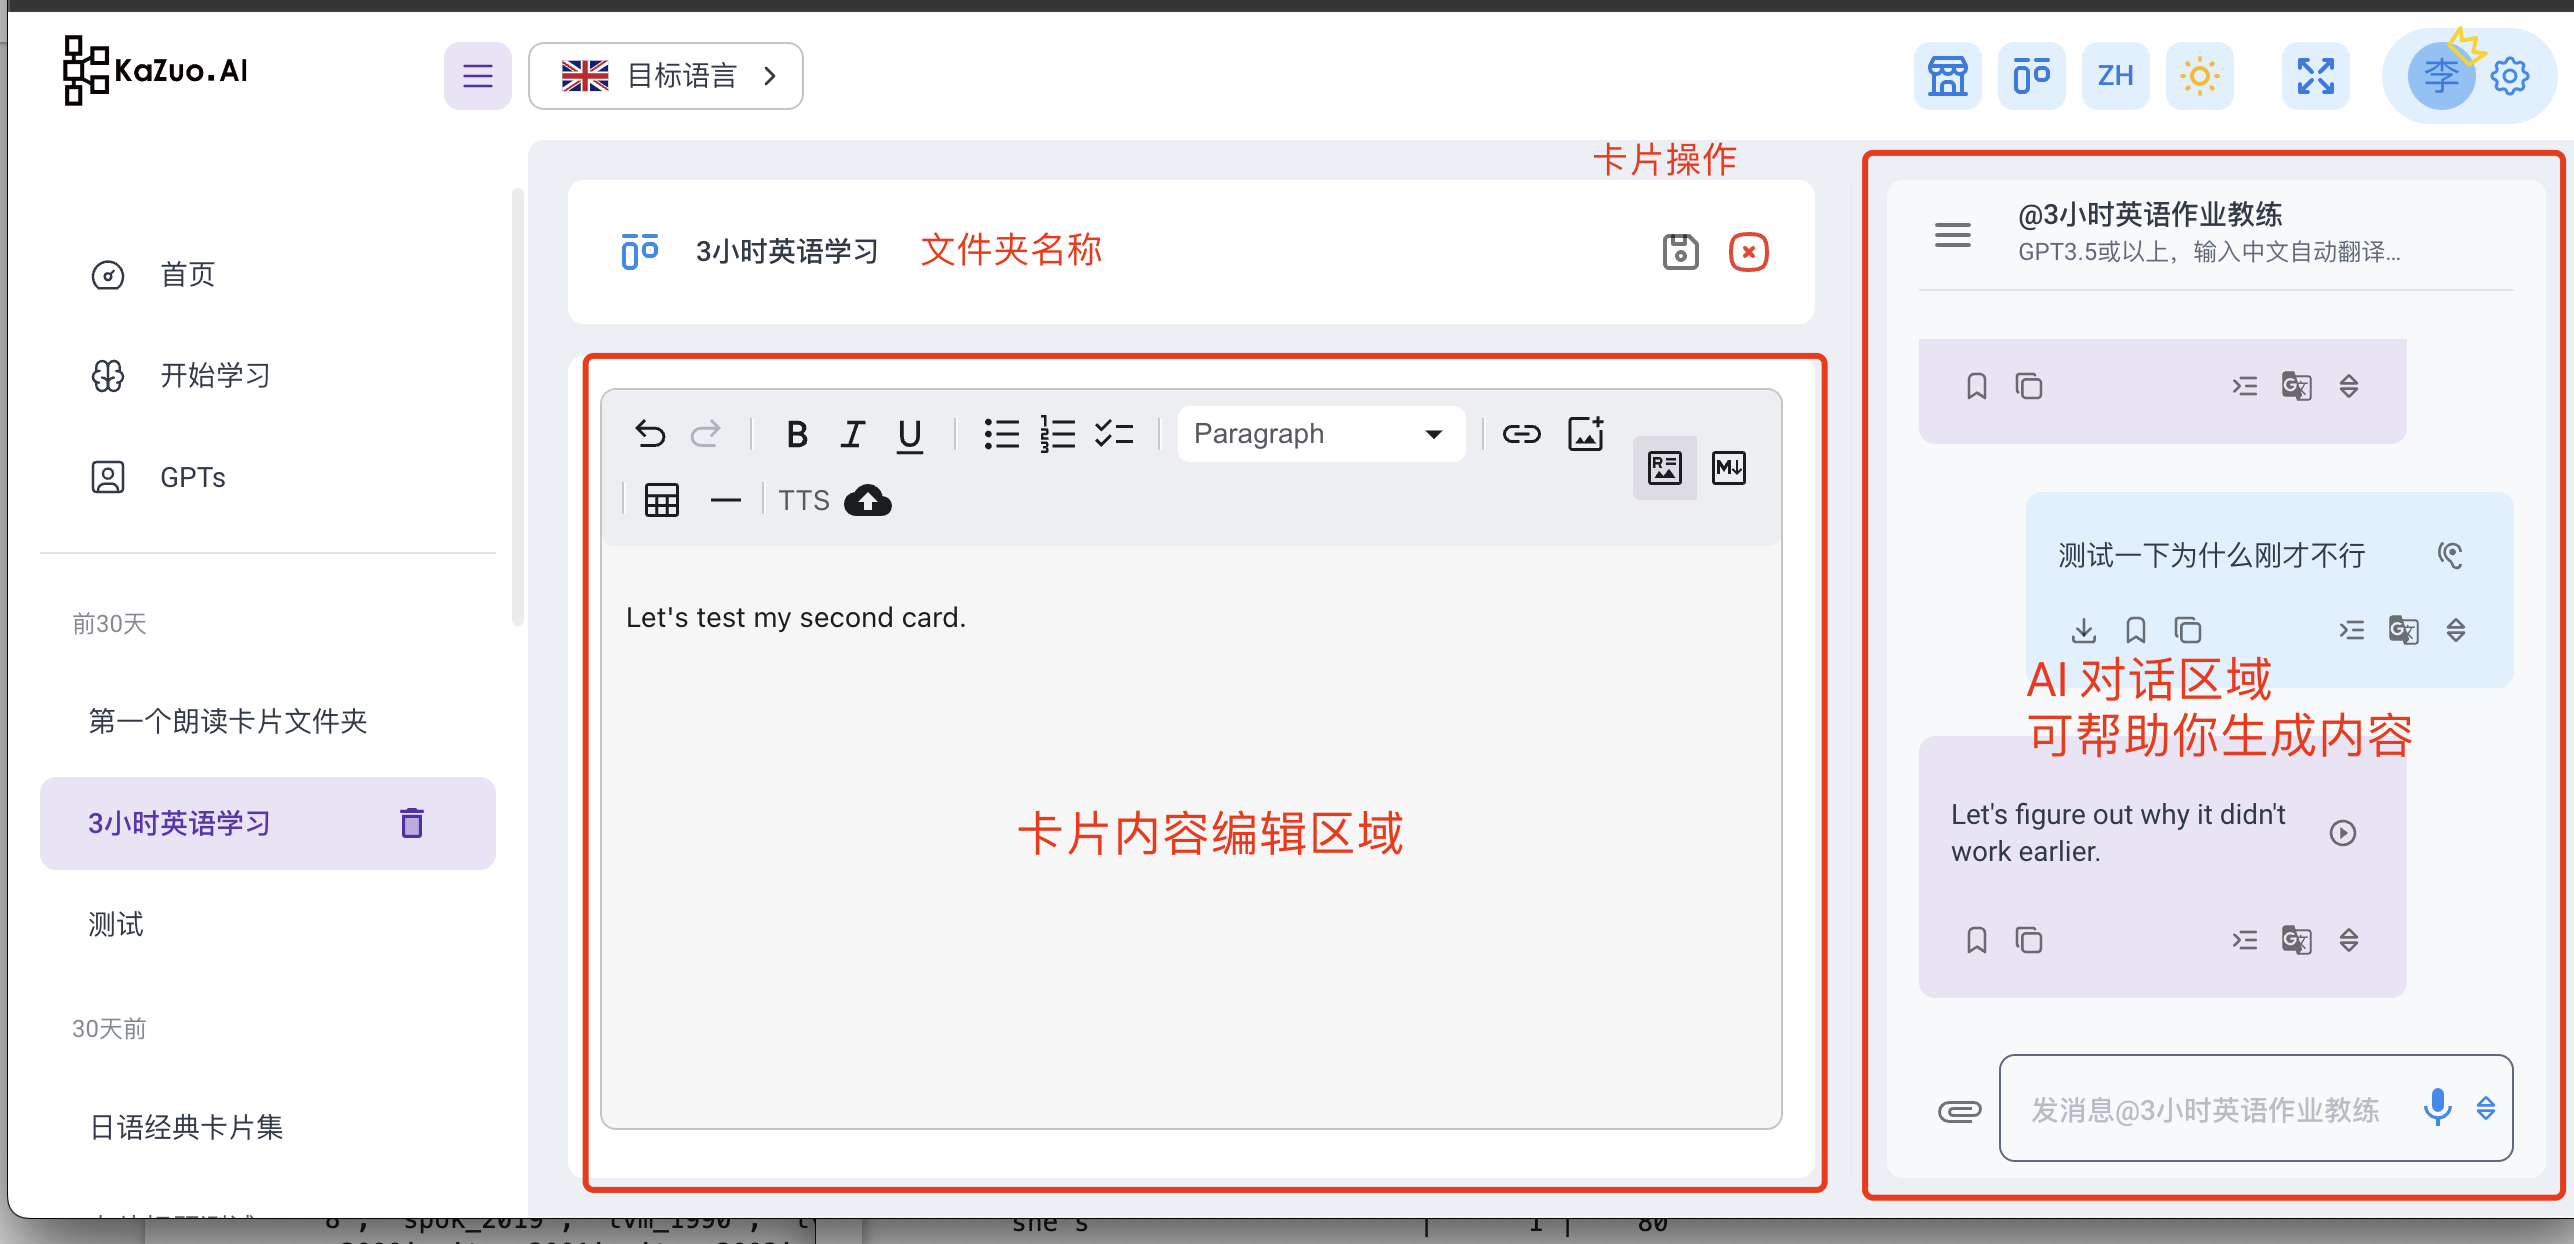 KaZuo.AI
目标语言
ZH
李
首页
开始学习
GPTs
前30天
第一个朗读卡片文件夹
3小时英语学习
测试
30天前
日语经典卡片集
卡片操作
3小时英语学习
文件夹名称
B I U
Paragraph
TTS
Let's test my second card.
卡片内容编辑区域
@3小时英语作业教练
GPT3.5或以上，输入中文自动翻译...
测试一下为什么刚才不行
AI 对话区域
可帮助你生成内容
Let's figure out why it didn't
work earlier.
发消息@3小时英语作业教练
she's | 1 | 80